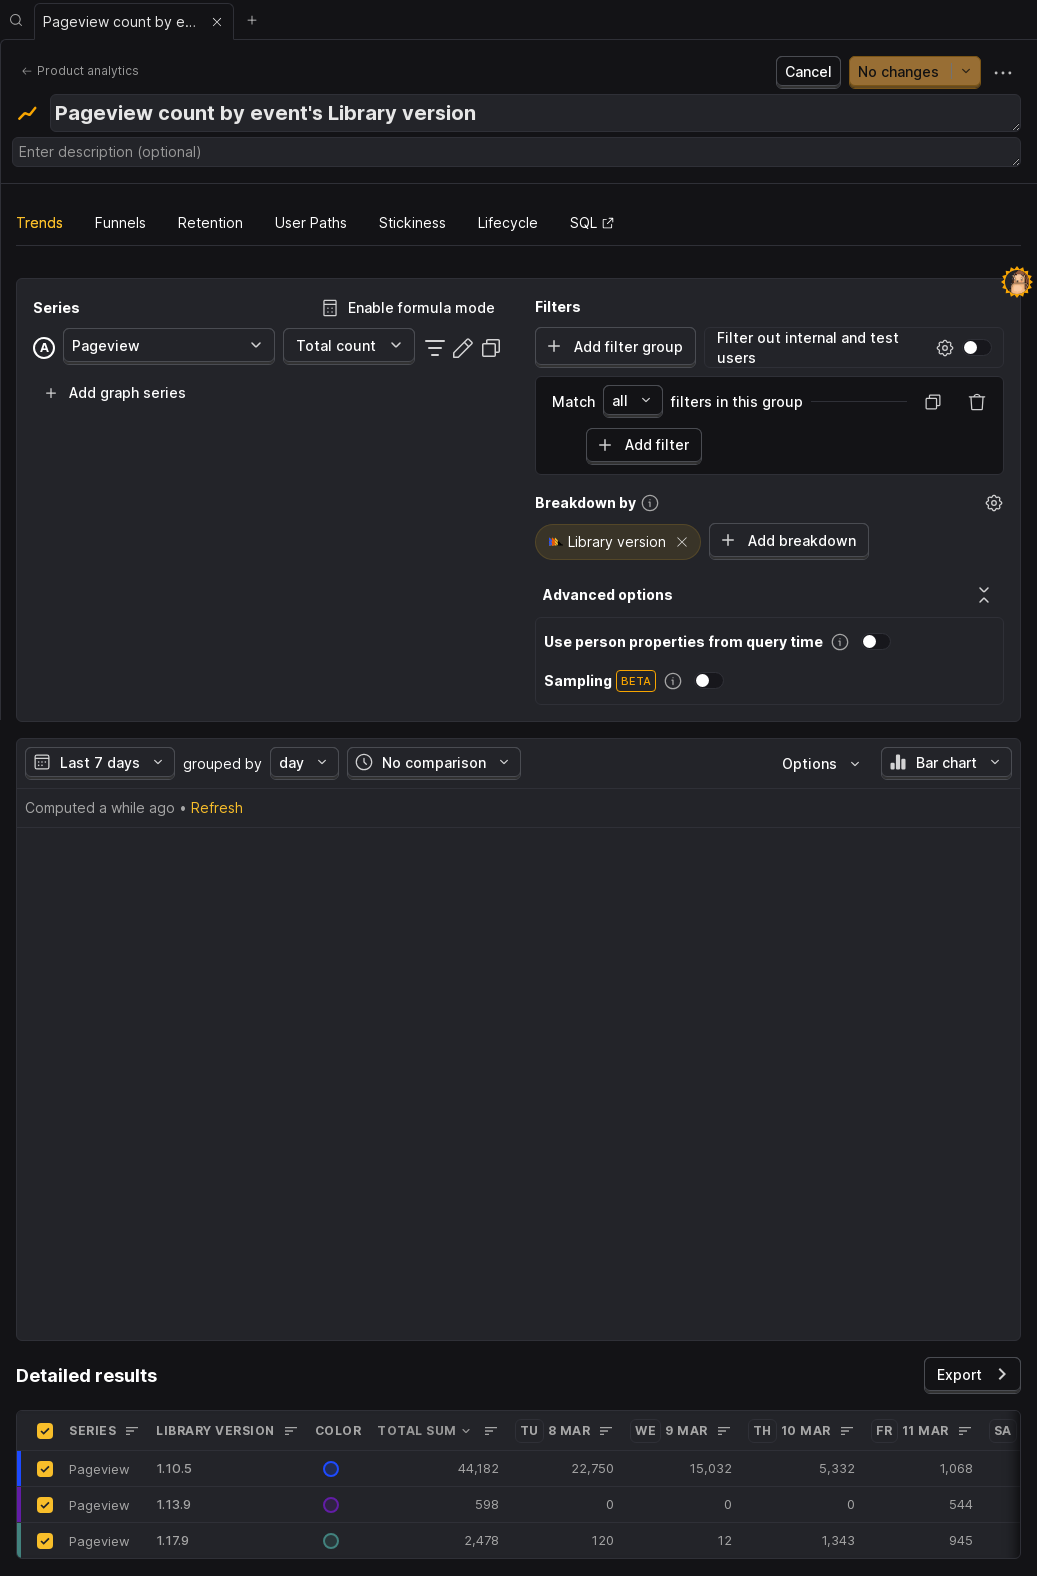 Pageview count by e...
Product analytics
Cancel
No changes
Pageview count by event's Library version
Enter description (optional)
Trends Funnels Retention User Paths Stickiness Lifecycle SQL
Series
Enable formula mode
A Pageview Total count
Add graph series
Filters
Add filter group
Filter out internal and test
users
Match all filters in this group
Add filter
Breakdown by
Library version
Add breakdown
Advanced options
Use person properties from query time
Sampling BETA
Last 7 days grouped by day No comparison Options Bar chart
Computed a while ago • Refresh
Detailed results
Export
SERIES LIBRARY VERSION COLOR TOTAL SUM TU 8 MAR WE 9 MAR TH 10 MAR FR 11 MAR SA
Pageview 1.10.5 44,182 22,750 15,032 5,332 1,068
Pageview 1.13.9 598 0 0 0 544
Pageview 1.17.9 2,478 120 12 1,343 945